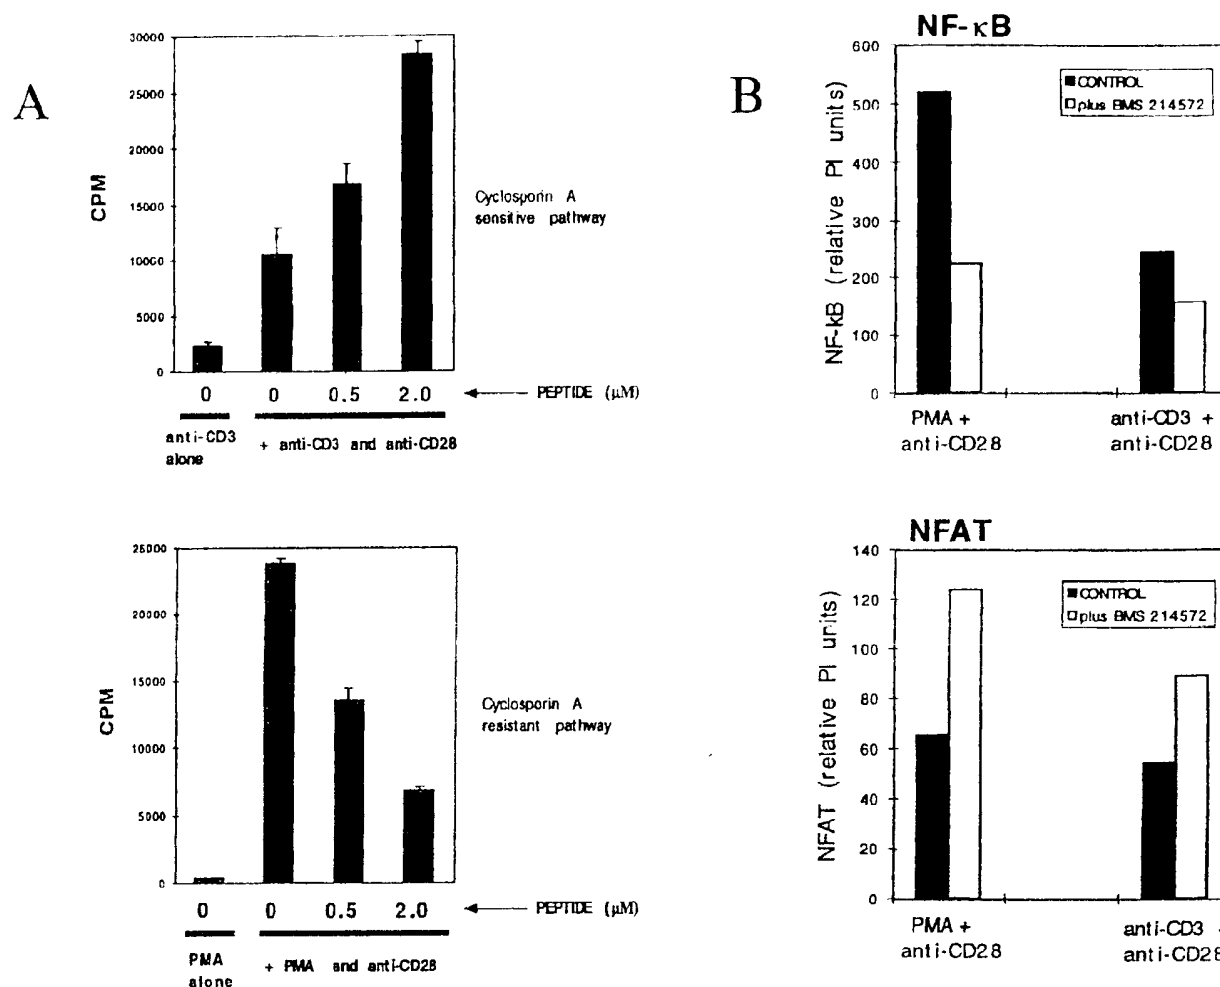 A
30000
25000
20000
15000
10000
5000
0
CPM
Cyclosporin A
sensitive pathway
0 0 0.5 2.0
PEPTIDE (μM)
anti-CD3
alone
+ anti-CD3 and anti-CD28
25000
20000
15000
10000
5000
0
CPM
Cyclosporin A
resistant pathway
0 0 0.5 2.0
PEPTIDE (μM)
PMA
alone
+ PMA and anti-CD28
B
NF-κB
600
500
400
300
200
100
0
NF-kB (relative PI units)
CONTROL
plus BMS 214572
PMA +
anti-CD28
anti-CD3 +
anti-CD28
NFAT
140
120
100
80
60
40
20
0
NFAT (relative PI units)
CONTROL
plus BMS 214572
PMA +
anti-CD28
anti-CD3 +
anti-CD28